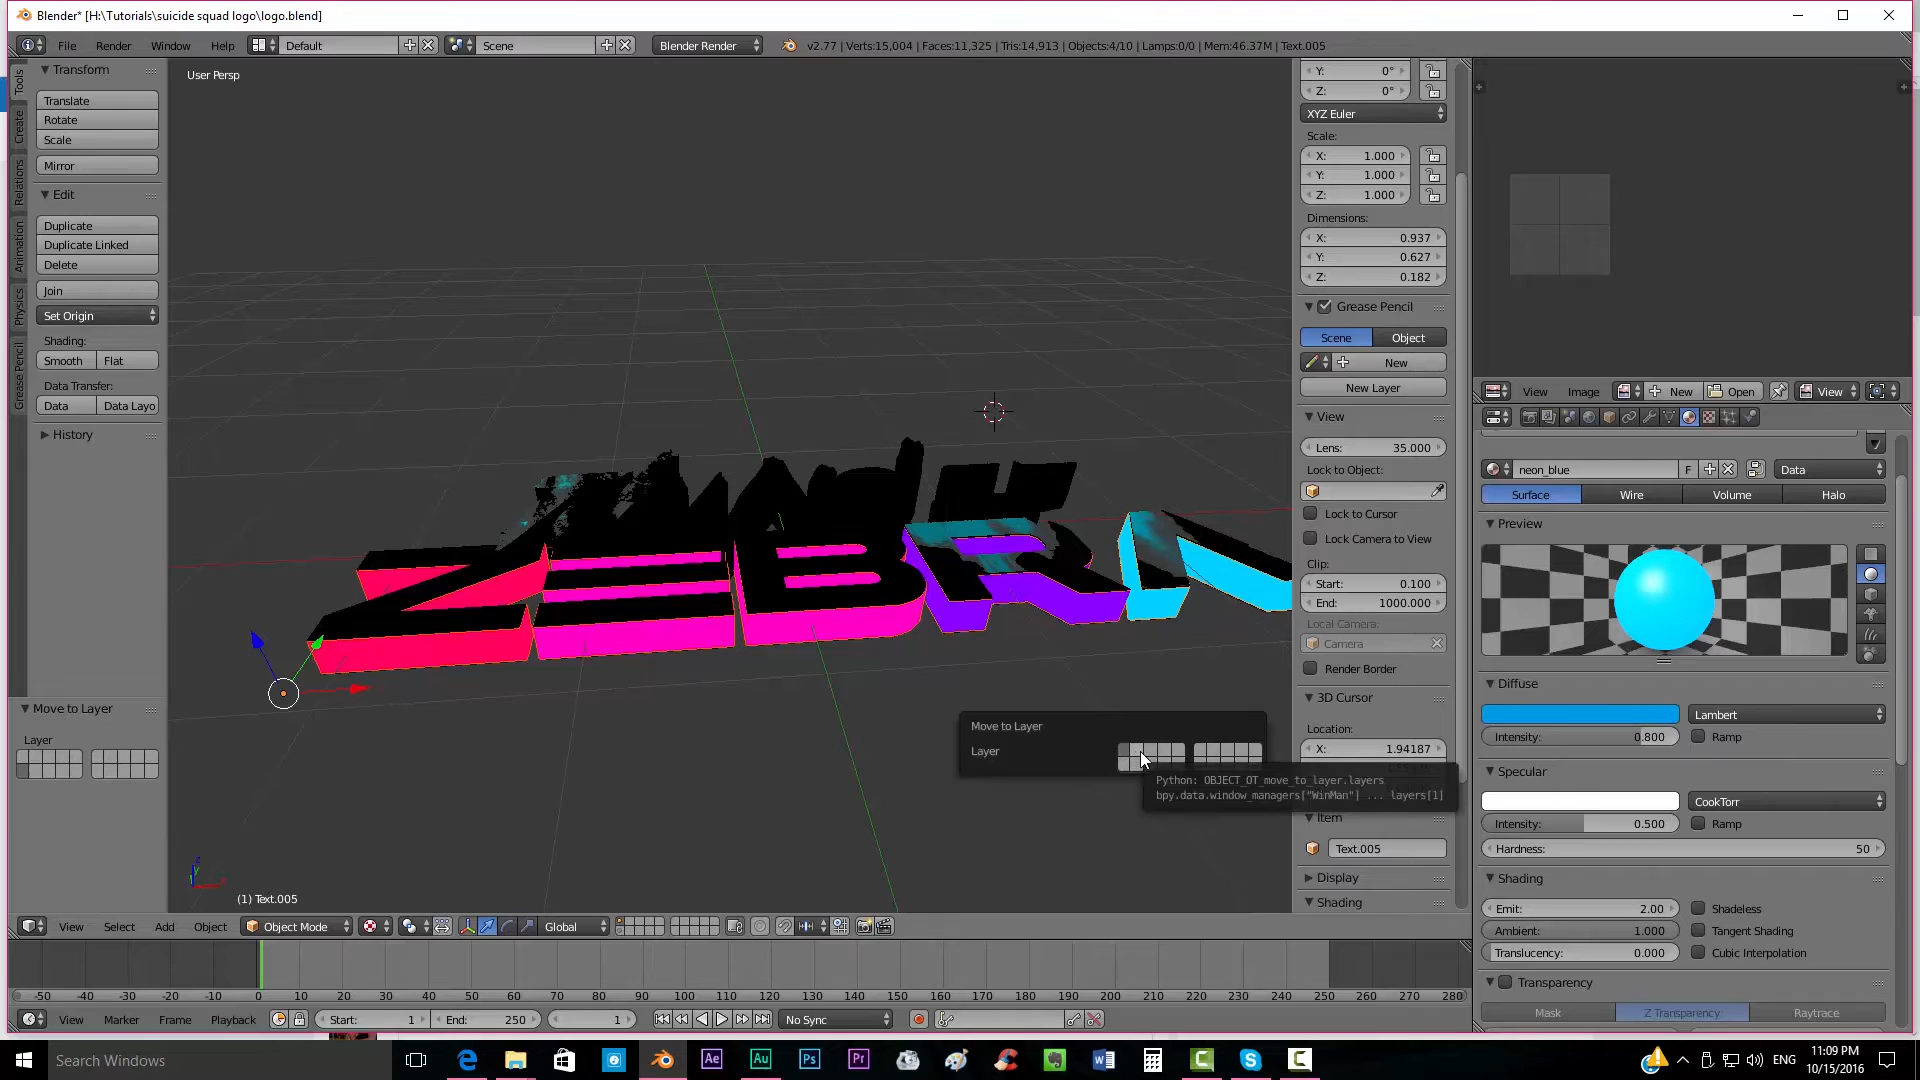 Blender* [H:\Tutorials\suicide squad logo\logo.blend]
File Render Window Help Default Scene Blender Render v2.77 | Verts:15,004 | Faces:11,325 | Tris:14,913 | Objects:4/10 | Lamps:0/0 | Mem:46.37M | Text.005
Tools
Create
Relations
Animation
Physics
Grease Pencil
Transform
Translate
Rotate
Scale
Mirror
Edit
Duplicate
Duplicate Linked
Delete
Join
Set Origin
Shading:
Smooth Flat
Data Transfer:
Data Data Layo
History
Move to Layer
Layer
User Persp
ZEBR
(1) Text.005
Move to Layer
Layer
Python: OBJECT_OT_move_to_layer.layers
bpy.data.window_managers["WinMan"] ... layers[1]
Y: 0°
Z: 0°
XYZ Euler
Scale:
X: 1.000
Y: 1.000
Z: 1.000
Dimensions:
X: 0.937
Y: 0.627
Z: 0.182
Grease Pencil
Scene Object
New
New Layer
View
Lens: 35.000
Lock to Object:
Lock to Cursor
Lock Camera to View
Clip:
Start: 0.100
End: 1000.000
Local Camera:
Camera
Render Border
3D Cursor
Location:
X: 1.94187
Item
Text.005
Display
Shading
View Image New Open View
neon_blue F Data
Surface Wire Volume Halo
Preview
Diffuse
Lambert
Intensity: 0.800 Ramp
Specular
CookTorr
Intensity: 0.500 Ramp
Hardness: 50
Shading
Emit: 2.00 Shadeless
Ambient: 1.000 Tangent Shading
Translucency: 0.000 Cubic Interpolation
Transparency
Mask Z Transparency Raytrace
View Select Add Object Object Mode Global
-50 -40 -30 -20 -10 0 10 20 30 40 50 60 70 80 90 100 110 120 130 140 150 160 170 180 190 200 210 220 230 240 250 260 270 280
View Marker Frame Playback Start: 1 End: 250 1 No Sync
Search Windows
Ae Au Ps Pr
ENG
11:09 PM
10/15/2016